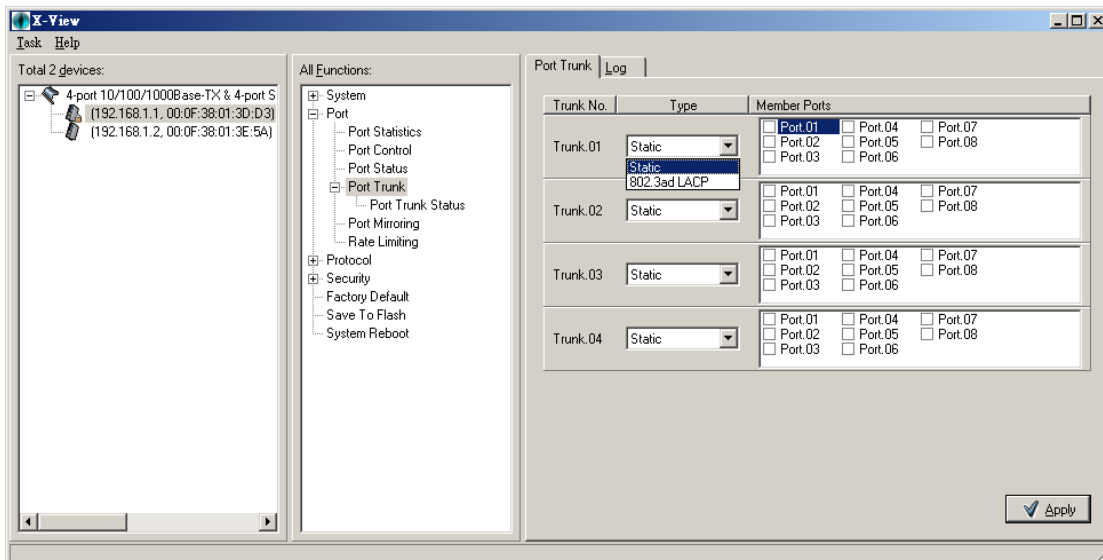 X-View
Task Help
Total 2 devices:
4-port 10/100/1000Base-TX & 4-port S
(192.168.1.1, 00:0F:38:01:3D:D3)
(192.168.1.2, 00:0F:38:01:3E:5A)
All Functions:
System
Port
Port Statistics
Port Control
Port Status
Port Trunk
Port Trunk Status
Port Mirroring
Rate Limiting
Protocol
Security
Factory Default
Save To Flash
System Reboot
Port Trunk Log
Trunk No. Type Member Ports
Trunk.01
Static
Static
802.3ad LACP
Port.01 Port.04 Port.07
Port.02 Port.05 Port.08
Port.03 Port.06
Trunk.02
Static
Port.01 Port.04 Port.07
Port.02 Port.05 Port.08
Port.03 Port.06
Trunk.03
Static
Port.01 Port.04 Port.07
Port.02 Port.05 Port.08
Port.03 Port.06
Trunk.04
Static
Port.01 Port.04 Port.07
Port.02 Port.05 Port.08
Port.03 Port.06
Apply